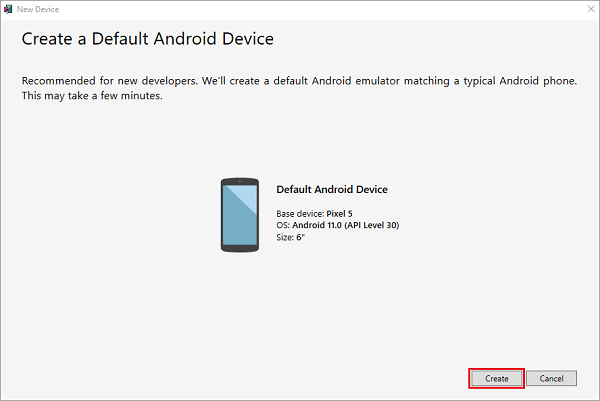 New Device
Create a Default Android Device
Recommended for new developers. We'll create a default Android emulator matching a typical Android phone.
This may take a few minutes.
Default Android Device
Base device: Pixel 5
OS: Android 11.0 (API Level 30)
Size: 6"
Create
Cancel